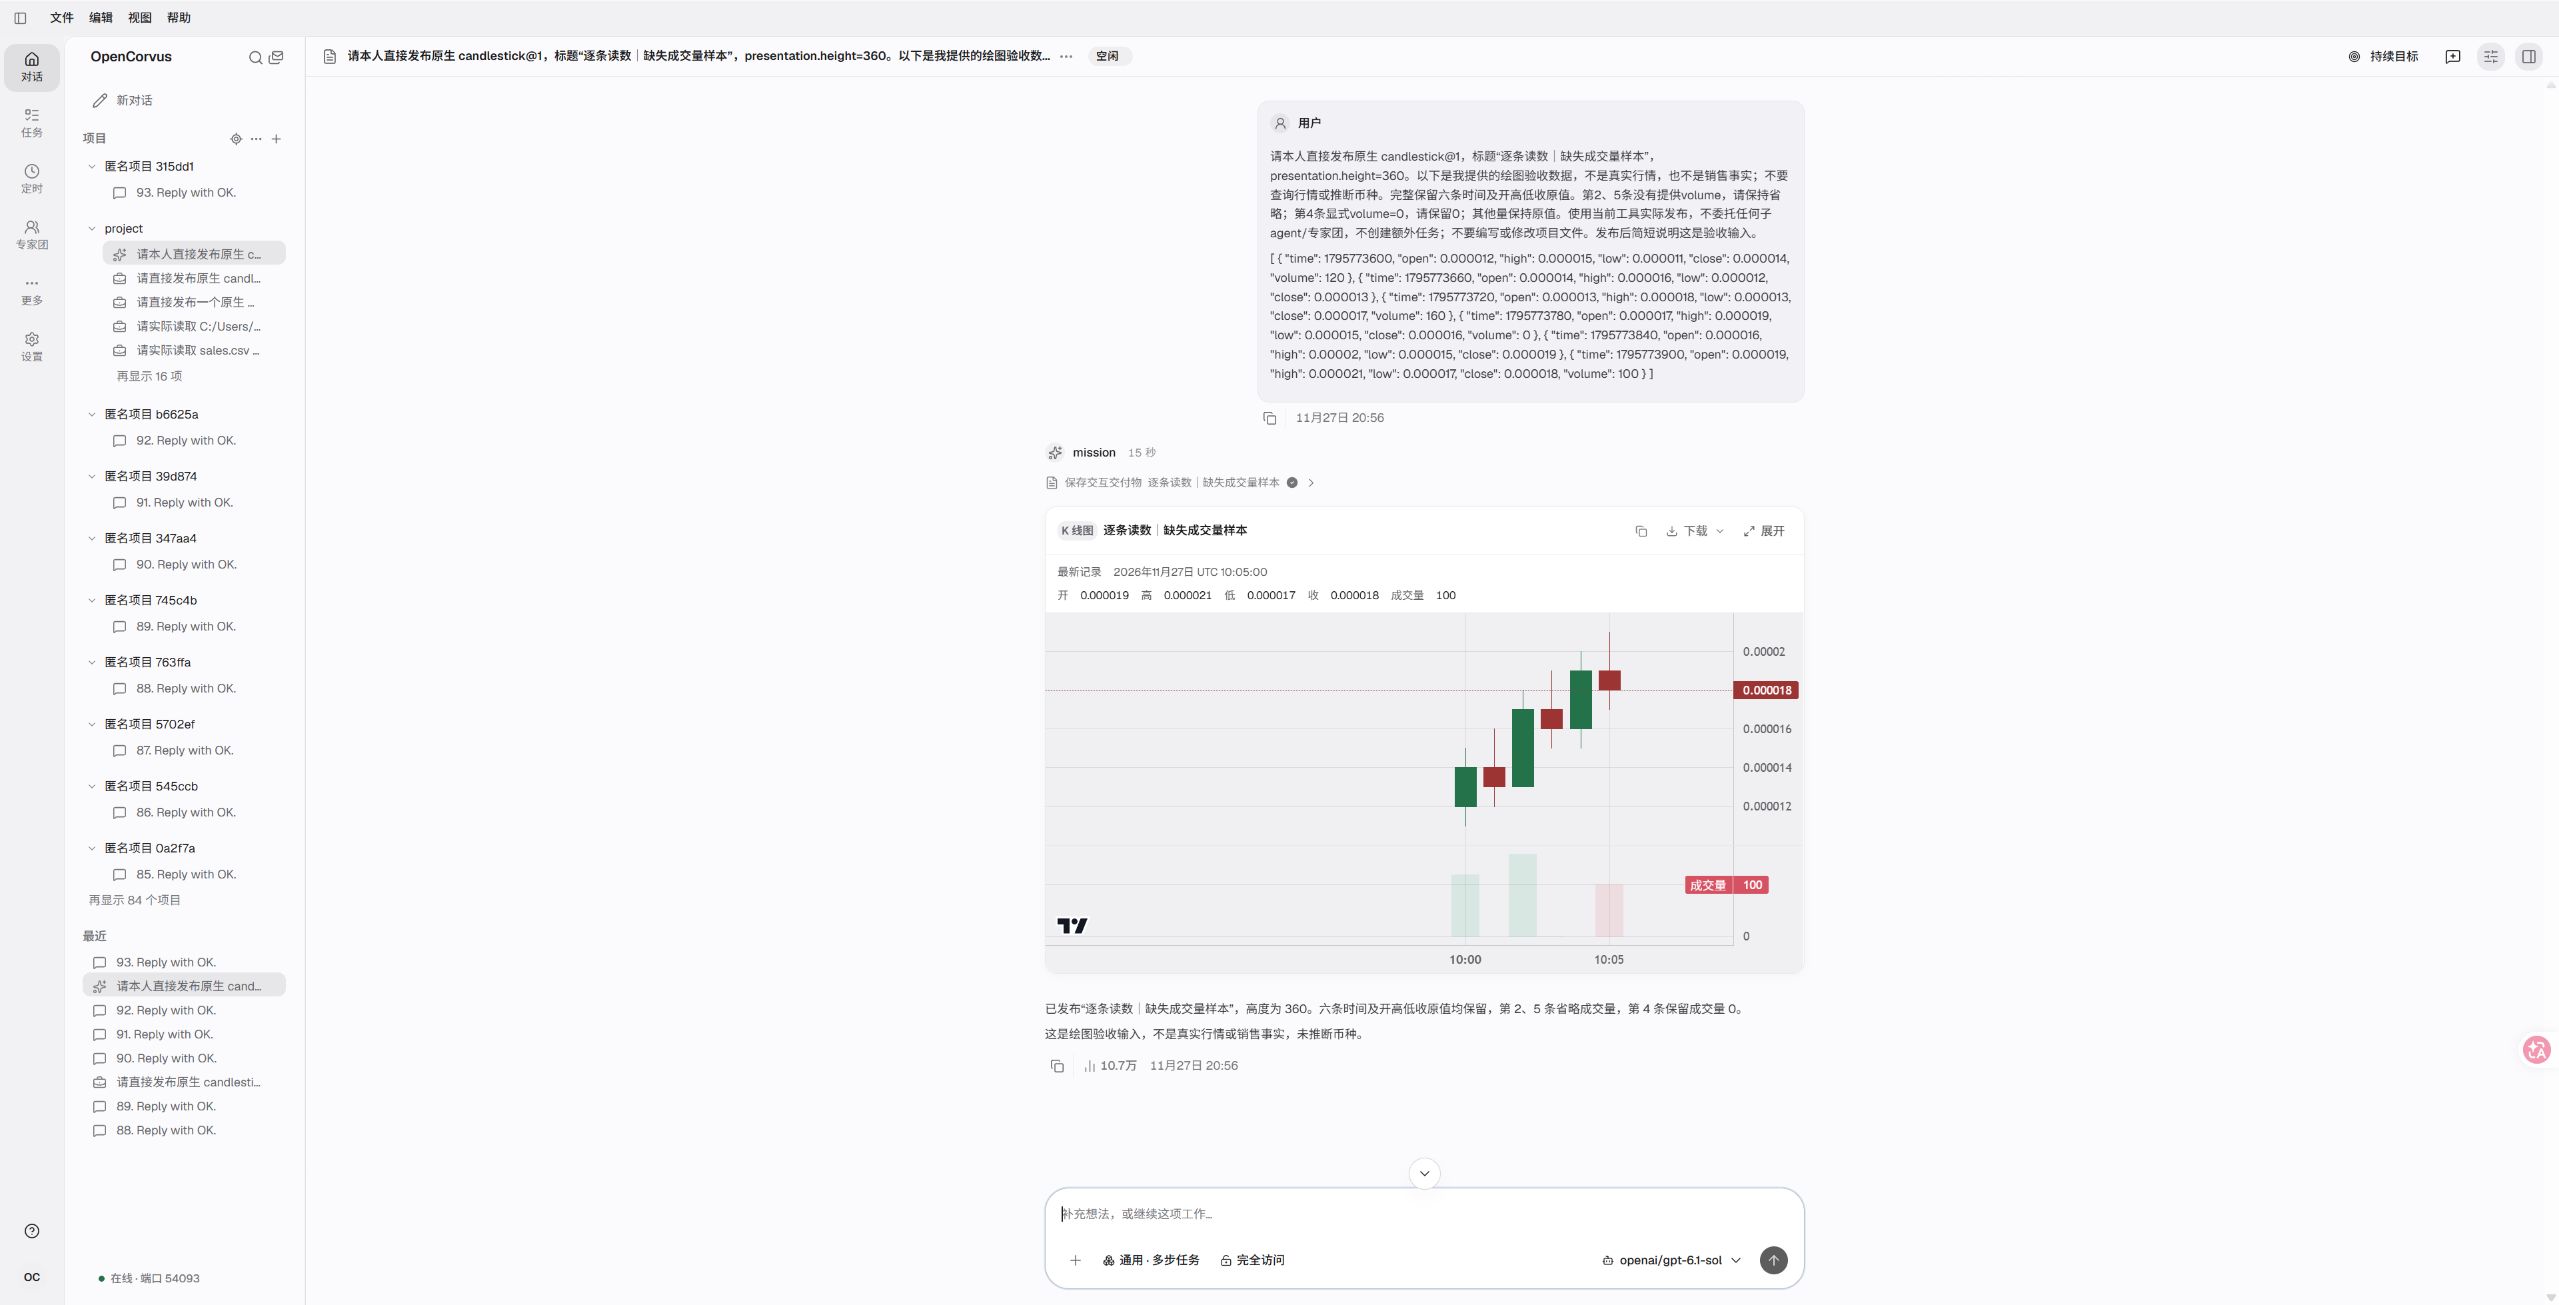 文件 编辑 视图 帮助
对话
任务
定时
专家团
更多
设置
OC
OpenCorvus
新对话
项目
匿名项目 315dd1
93. Reply with OK.
project
请本人直接发布原生 c...
请直接发布原生 candl...
请直接发布一个原生 ...
请实际读取 C:/Users/...
请实际读取 sales.csv ...
再显示 16 项
匿名项目 b6625a
92. Reply with OK.
匿名项目 39d874
91. Reply with OK.
匿名项目 347aa4
90. Reply with OK.
匿名项目 745c4b
89. Reply with OK.
匿名项目 763ffa
88. Reply with OK.
匿名项目 5702ef
87. Reply with OK.
匿名项目 545ccb
86. Reply with OK.
匿名项目 0a2f7a
85. Reply with OK.
再显示 84 个项目
最近
93. Reply with OK.
请本人直接发布原生 cand...
92. Reply with OK.
91. Reply with OK.
90. Reply with OK.
请直接发布原生 candlesti...
89. Reply with OK.
88. Reply with OK.
在线 · 端口 54093
请本人直接发布原生 candlestick@1，标题“逐条读数｜缺失成交量样本”，presentation.height=360。以下是我提供的绘图验收数... 空闲
持续目标
用户
请本人直接发布原生 candlestick@1，标题“逐条读数｜缺失成交量样本”，
presentation.height=360。以下是我提供的绘图验收数据，不是真实行情，也不是销售事实；不要
查询行情或推断币种。完整保留六条时间及开高低收原值。第2、5条没有提供volume，请保持省
略；第4条显式volume=0，请保留0；其他量保持原值。使用当前工具实际发布，不委托任何子
agent/专家团，不创建额外任务；不要编写或修改项目文件。发布后简短说明这是验收输入。
[ { "time": 1795773600, "open": 0.000012, "high": 0.000015, "low": 0.000011, "close": 0.000014,
"volume": 120 }, { "time": 1795773660, "open": 0.000014, "high": 0.000016, "low": 0.000012,
"close": 0.000013 }, { "time": 1795773720, "open": 0.000013, "high": 0.000018, "low": 0.000013,
"close": 0.000017, "volume": 160 }, { "time": 1795773780, "open": 0.000017, "high": 0.000019,
"low": 0.000015, "close": 0.000016, "volume": 0 }, { "time": 1795773840, "open": 0.000016,
"high": 0.00002, "low": 0.000015, "close": 0.000019 }, { "time": 1795773900, "open": 0.000019,
"high": 0.000021, "low": 0.000017, "close": 0.000018, "volume": 100 } ]
11月27日 20:56
mission 15 秒
保存交互交付物 逐条读数｜缺失成交量样本
K 线图 逐条读数｜缺失成交量样本
下载 展开
最新记录 2026年11月27日 UTC 10:05:00
开 0.000019 高 0.000021 低 0.000017 收 0.000018 成交量 100
0.00002
0.000018
0.000016
0.000014
0.000012
成交量 100
0
10:00 10:05
已发布“逐条读数｜缺失成交量样本”，高度为 360。六条时间及开高低收原值均保留，第 2、5 条省略成交量，第 4 条保留成交量 0。
这是绘图验收输入，不是真实行情或销售事实，未推断币种。
10.7万 11月27日 20:56
补充想法，或继续这项工作...
通用 · 多步任务 完全访问 openai/gpt-6.1-sol